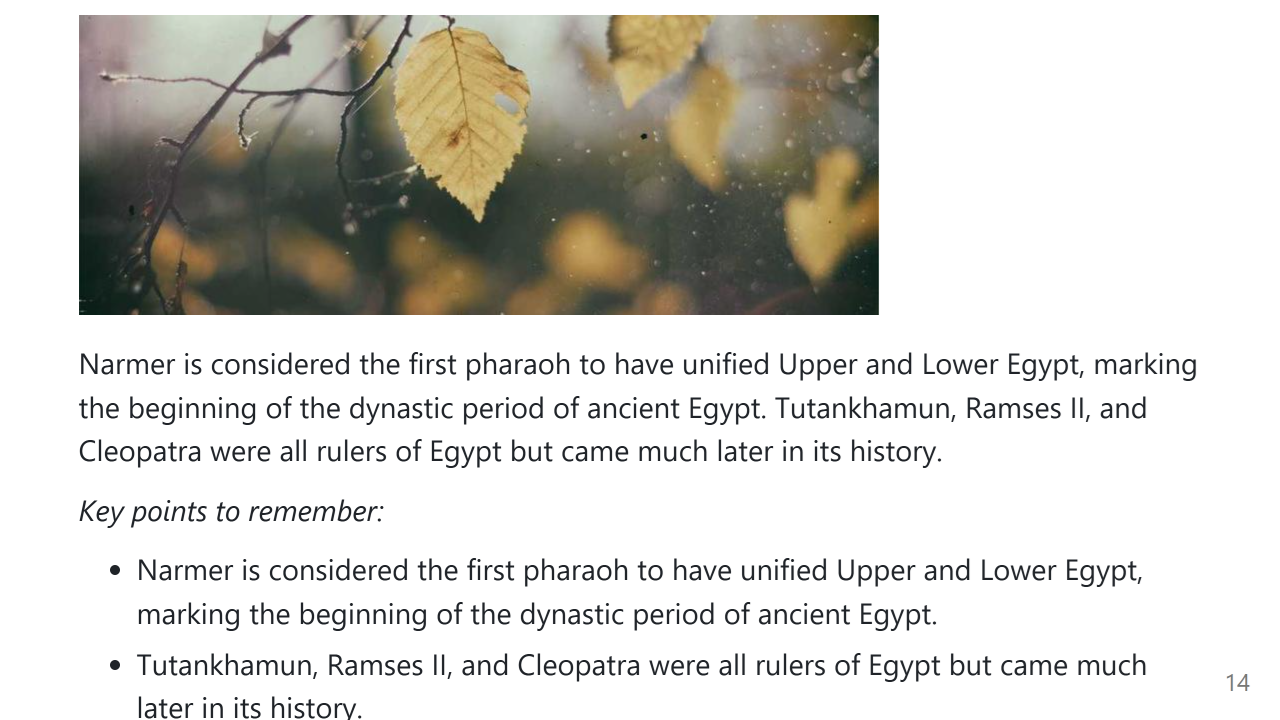 Narmer is considered the first pharaoh to have unified Upper and Lower Egypt, marking
the beginning of the dynastic period of ancient Egypt. Tutankhamun, Ramses II, and
Cleopatra were all rulers of Egypt but came much later in its history.
Key points to remember:
• Narmer is considered the first pharaoh to have unified Upper and Lower Egypt,
marking the beginning of the dynastic period of ancient Egypt.
• Tutankhamun, Ramses II, and Cleopatra were all rulers of Egypt but came much
later in its history.
14